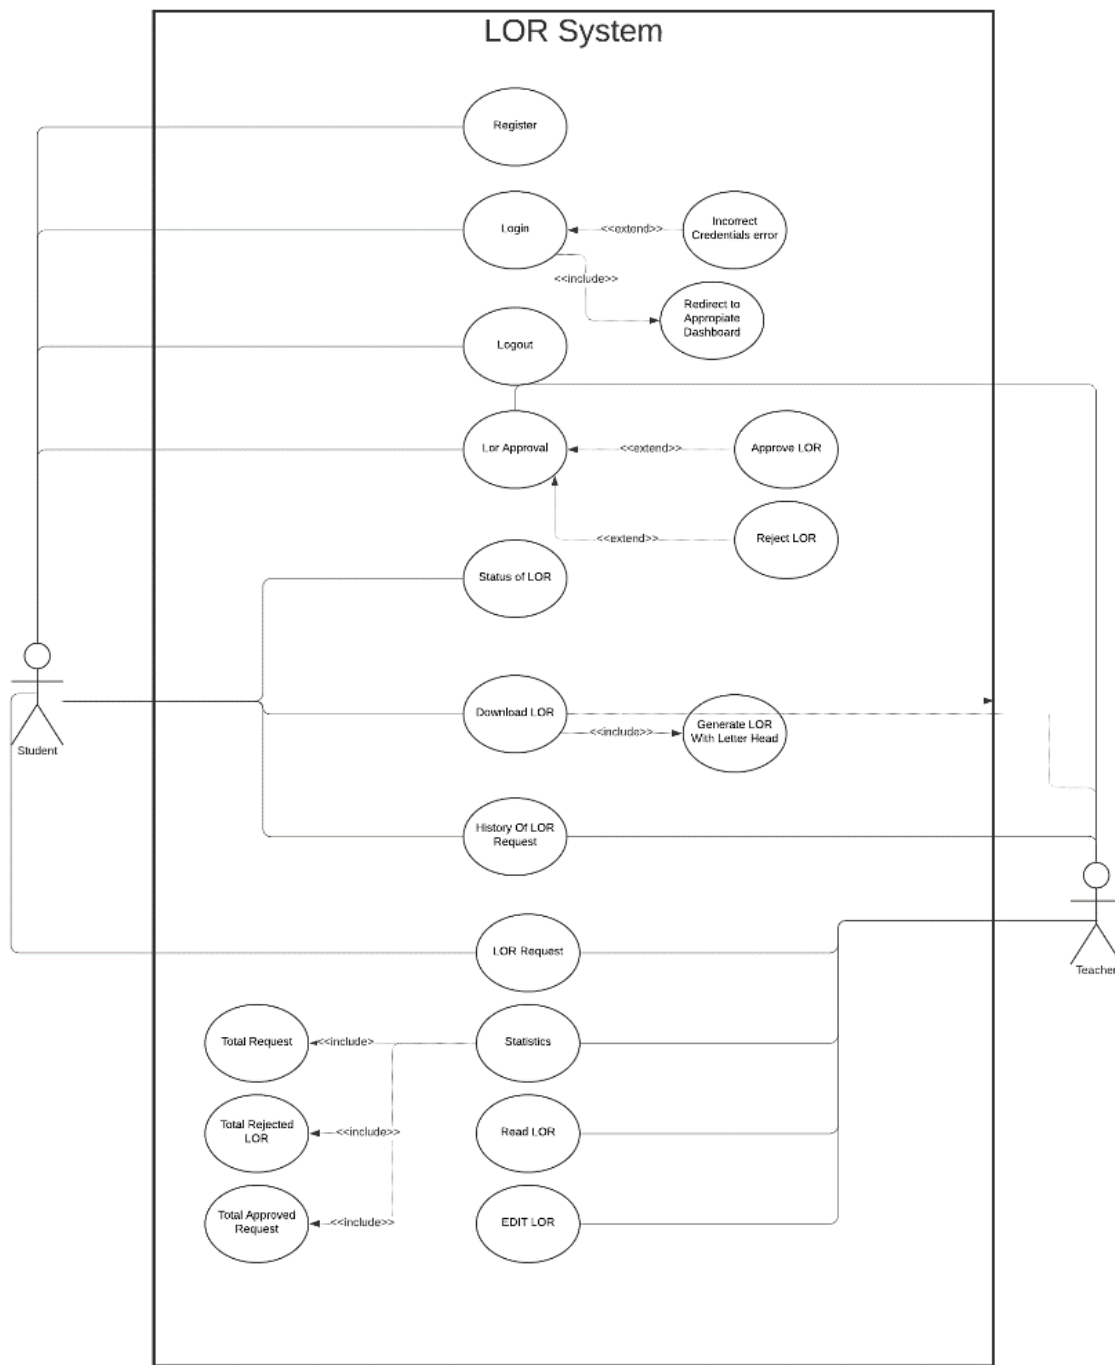 LOR System
Register
Login
<<extend>>
Incorrect
Credentials error
<<include>>
Redirect to
Appropiate
Dashboard
Logout
Lor Approval
<<extend>>
Approve LOR
<<extend>>
Reject LOR
Status of LOR
Student
Download LOR
<<include>>
Generate LOR
With Letter Head
History Of LOR
Request
Teacher
LOR Request
Total Request
<<include>
Statistics
Total Rejected
LOR
<<include>>
Read LOR
Total Approved
Request
<<include>>
EDIT LOR